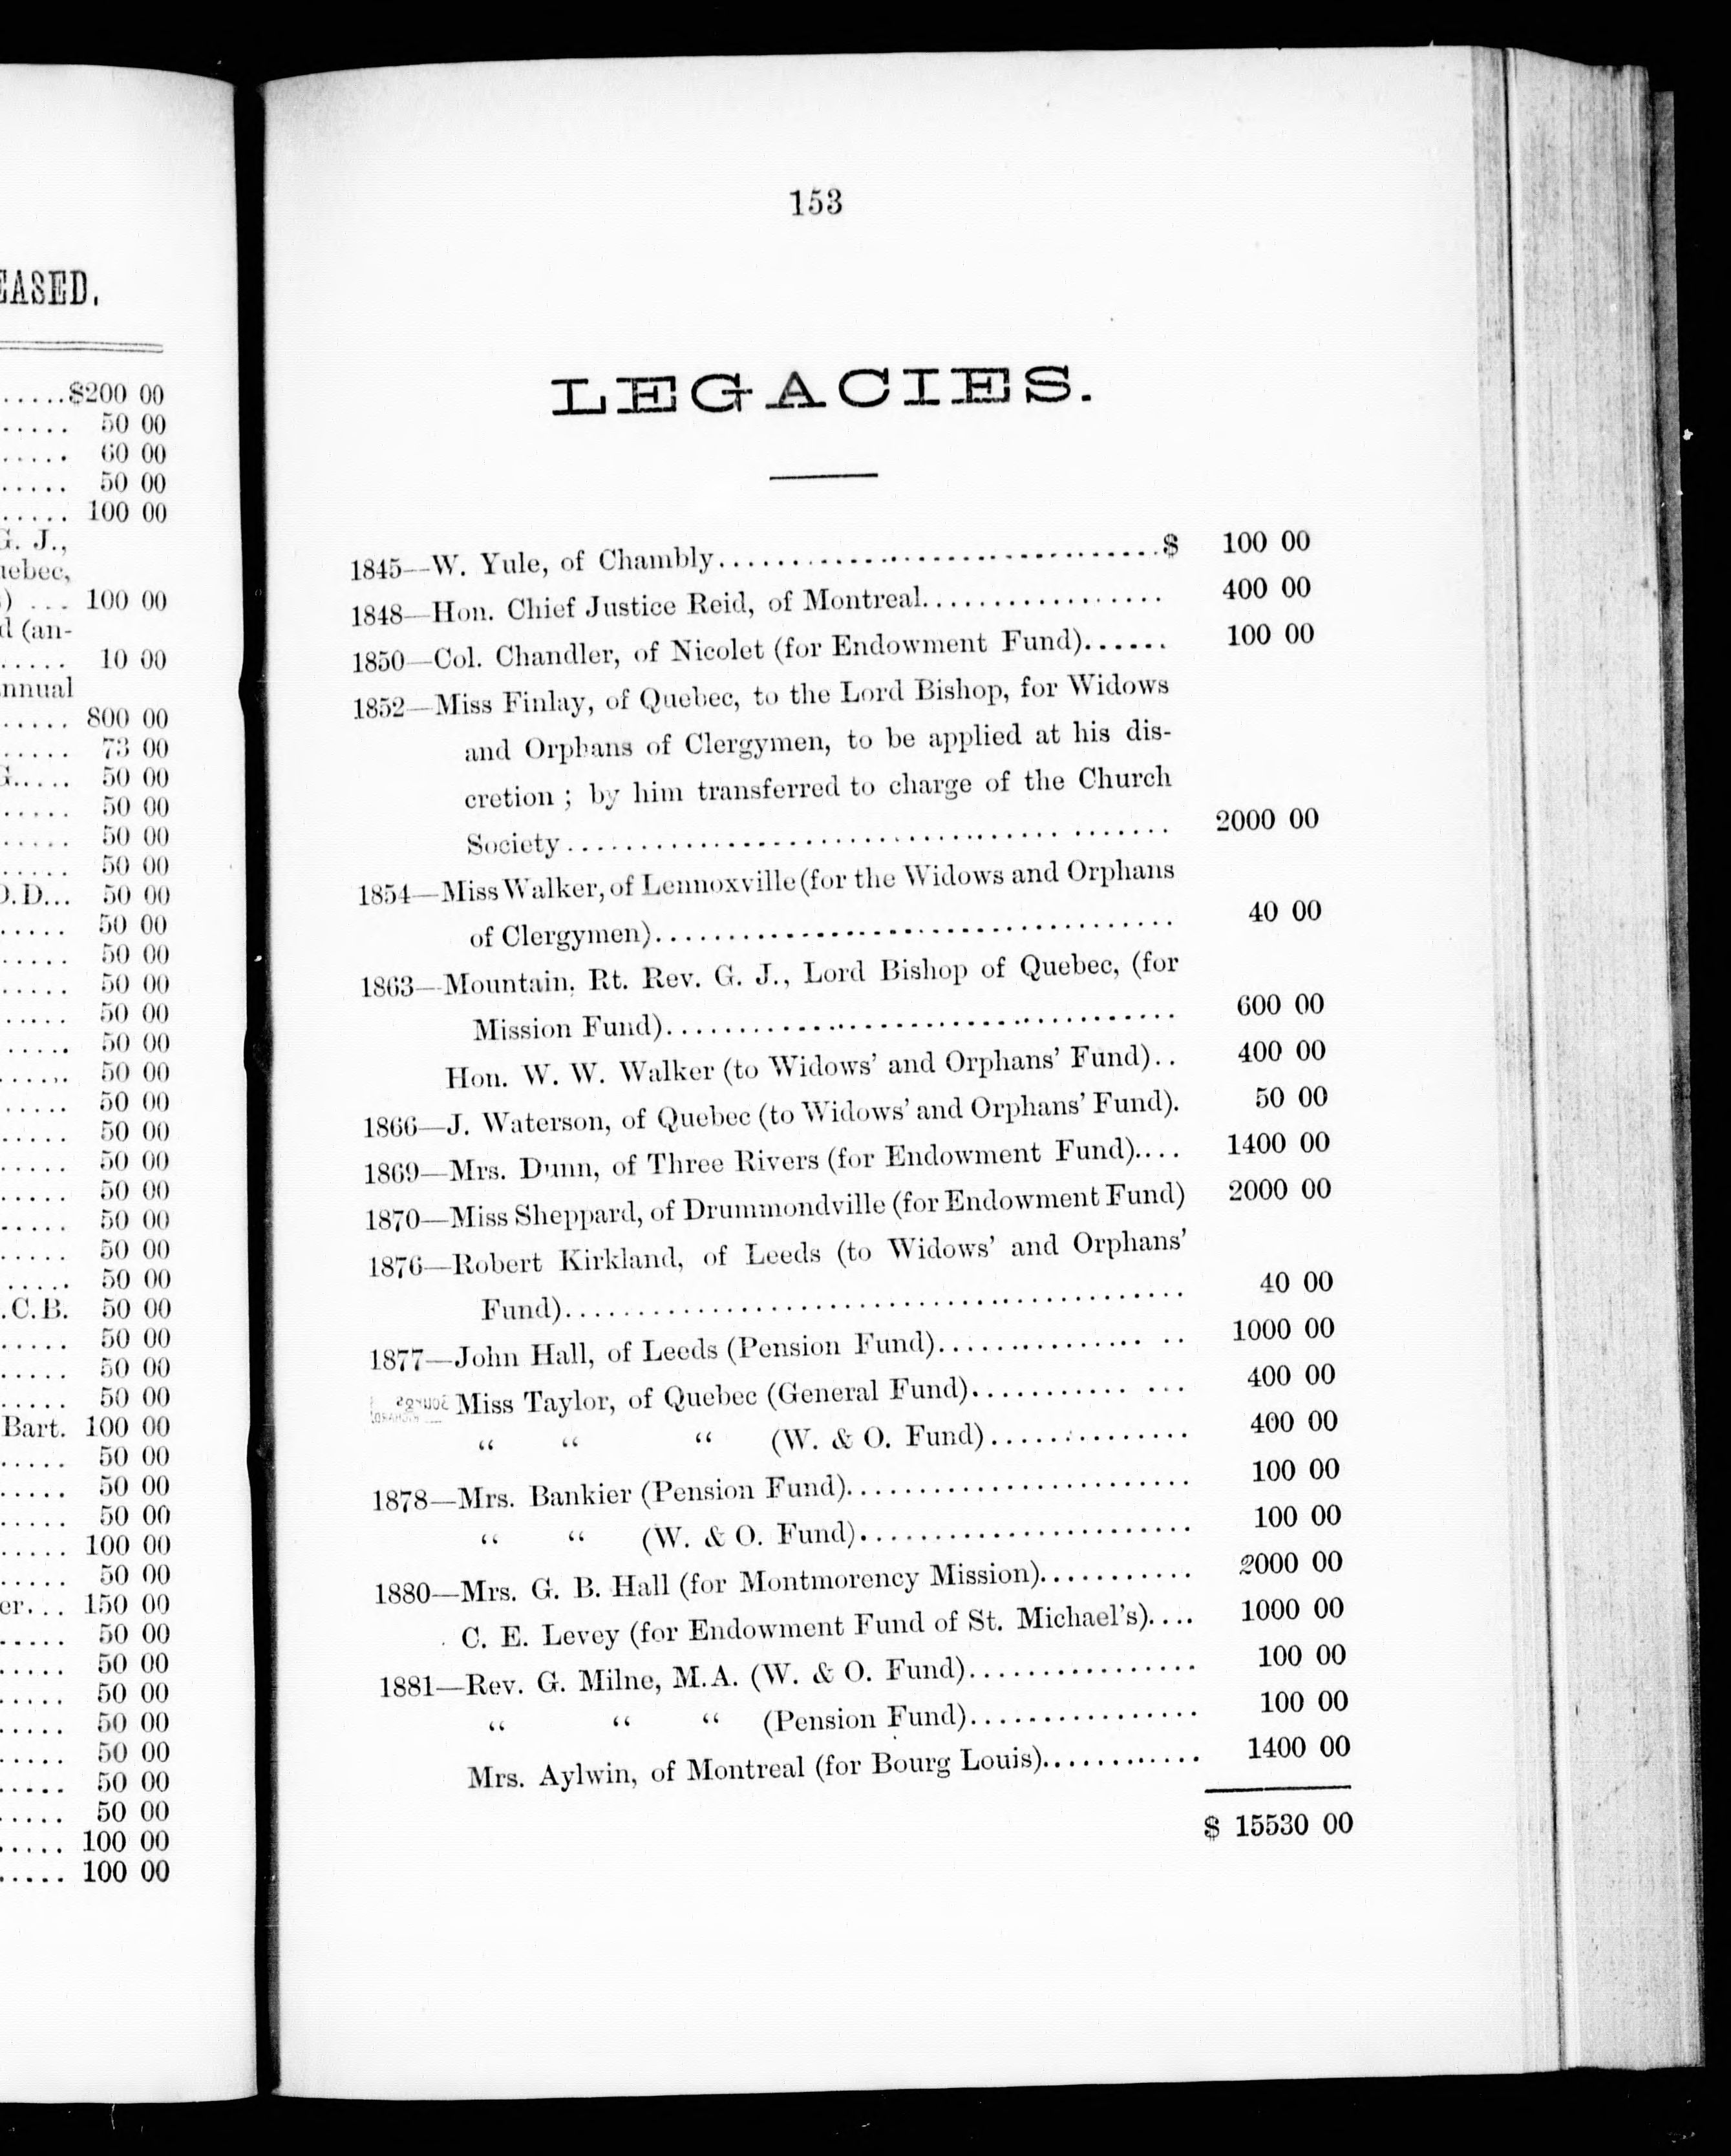 EASED.
.....$200 00
..... 50 00
..... 60 00
..... 50 00
..... 100 00
G. J.,
uebec,
) ... 100 00
d (an-
..... 10 00
nnual
..... 800 00
..... 73 00
G..... 50 00
..... 50 00
..... 50 00
..... 50 00
D.D... 50 00
..... 50 00
..... 50 00
..... 50 00
..... 50 00
..... 50 00
..... 50 00
..... 50 00
..... 50 00
..... 50 00
..... 50 00
..... 50 00
..... 50 00
..... 50 00
.C.B. 50 00
..... 50 00
..... 50 00
..... 50 00
Bart. 100 00
..... 50 00
..... 50 00
..... 50 00
..... 100 00
..... 50 00
er... 150 00
..... 50 00
..... 50 00
..... 50 00
..... 50 00
..... 50 00
..... 50 00
..... 50 00
..... 100 00
..... 100 00
153
LEGACIES.
1845—W. Yule, of Chambly..............................$ 100 00
1848—Hon. Chief Justice Reid, of Montreal................. 400 00
1850—Col. Chandler, of Nicolet (for Endowment Fund)...... 100 00
1852—Miss Finlay, of Quebec, to the Lord Bishop, for Widows
and Orphans of Clergymen, to be applied at his dis-
cretion ; by him transferred to charge of the Church
Society......................................... 2000 00
1854—Miss Walker, of Lennoxville (for the Widows and Orphans
of Clergymen).................................... 40 00
1863—Mountain, Rt. Rev. G. J., Lord Bishop of Quebec, (for
Mission Fund).................................... 600 00
Hon. W. W. Walker (to Widows' and Orphans' Fund).. 400 00
1866—J. Waterson, of Quebec (to Widows' and Orphans' Fund). 50 00
1869—Mrs. Dunn, of Three Rivers (for Endowment Fund).... 1400 00
1870—Miss Sheppard, of Drummondville (for Endowment Fund) 2000 00
1876—Robert Kirkland, of Leeds (to Widows' and Orphans'
Fund)........................................... 40 00
1877—John Hall, of Leeds (Pension Fund)................. 1000 00
Miss Taylor, of Quebec (General Fund).............. 400 00
“ “ “ (W. & O. Fund).............. 400 00
1878—Mrs. Bankier (Pension Fund)........................ 100 00
“ “ (W. & O. Fund)....................... 100 00
1880—Mrs. G. B. Hall (for Montmorency Mission)........... 2000 00
C. E. Levey (for Endowment Fund of St. Michael's).... 1000 00
1881—Rev. G. Milne, M.A. (W. & O. Fund)................ 100 00
“ “ “ (Pension Fund)................ 100 00
Mrs. Aylwin, of Montreal (for Bourg Louis)........... 1400 00
$ 15530 00